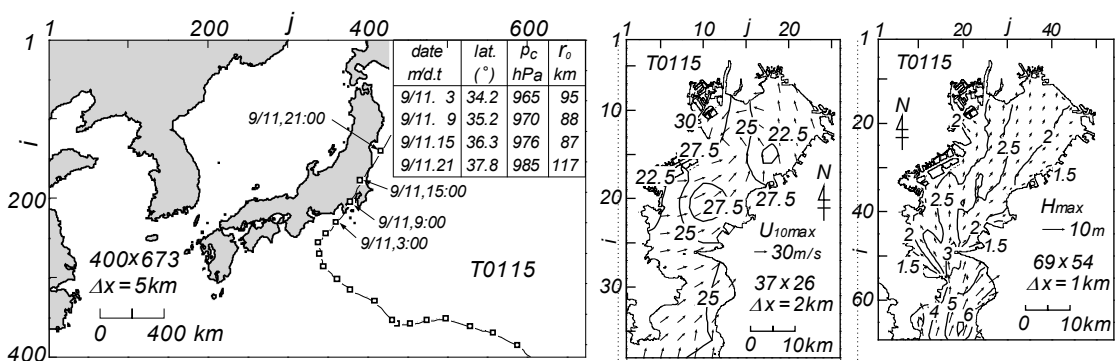 1 200 j 400 600
1
200
i
400
date lat. pc r0
m/d.t (°) hPa km
9/11. 3 34.2 965 95
9/11. 9 35.2 970 88
9/11.15 36.3 976 87
9/11.21 37.8 985 117
9/11,21:00
9/11,15:00
9/11,9:00
9/11,3:00
400x673
Δx = 5km
0 400 km
T0115
1 10 j 20
1
10
20
i
30
T0115
30
25
22.5
27.5
N
22.5
27.5
27.5
25
25
U10max
30m/s
37 x 26
Δx = 2km
0 10km
1 20 j 40
1
20
40
i
60
T0115
N
2
2
2.5
1.5
2.5
2
1.5
1.5
3
4
5
6
Hmax
10m
69 x 54
Δx = 1km
0 10km